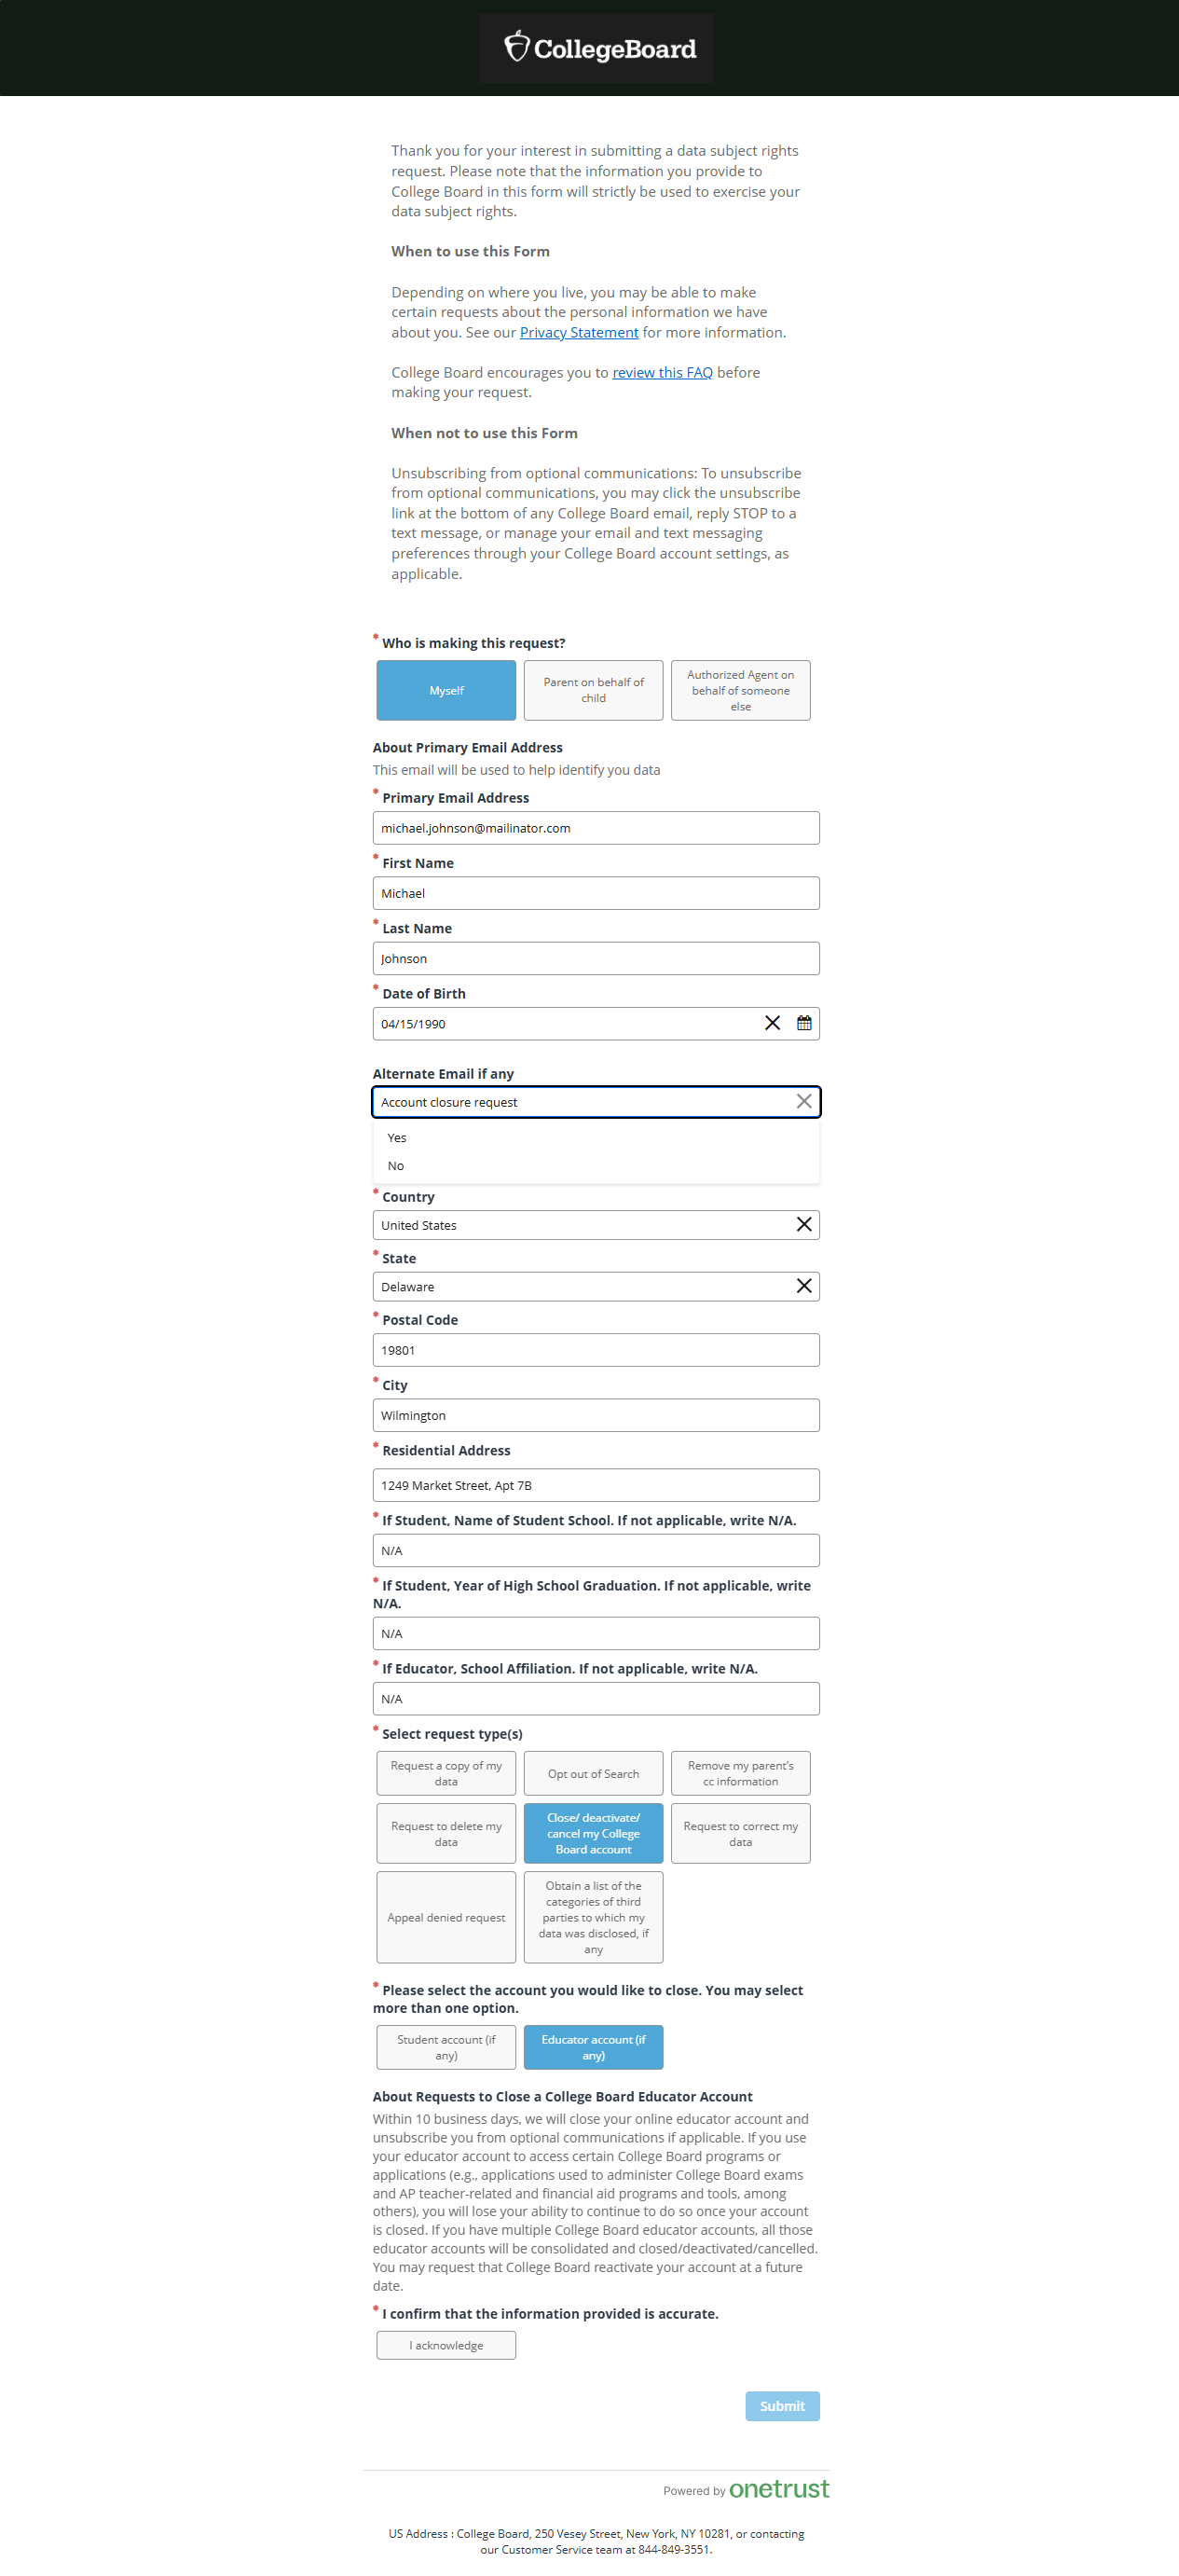 CollegeBoard
Thank you for your interest in submitting a data subject rights
request. Please note that the information you provide to
College Board in this form will strictly be used to exercise your
data subject rights.
When to use this Form
Depending on where you live, you may be able to make
certain requests about the personal information we have
about you. See our Privacy Statement for more information.
College Board encourages you to review this FAQ before
making your request.
When not to use this Form
Unsubscribing from optional communications: To unsubscribe
from optional communications, you may click the unsubscribe
link at the bottom of any College Board email, reply STOP to a
text message, or manage your email and text messaging
preferences through your College Board account settings, as
applicable.
* Who is making this request?
Myself
Parent on behalf of
child
Authorized Agent on
behalf of someone
else
About Primary Email Address
This email will be used to help identify you data
* Primary Email Address
michael.johnson@mailinator.com
* First Name
Michael
* Last Name
Johnson
* Date of Birth
04/15/1990
Alternate Email if any
Account closure request
Yes
No
* Country
United States
* State
Delaware
* Postal Code
19801
* City
Wilmington
* Residential Address
1249 Market Street, Apt 7B
* If Student, Name of Student School. If not applicable, write N/A.
N/A
* If Student, Year of High School Graduation. If not applicable, write
N/A.
N/A
* If Educator, School Affiliation. If not applicable, write N/A.
N/A
* Select request type(s)
Request a copy of my
data
Opt out of Search
Remove my parent's
cc information
Request to delete my
data
Close/ deactivate/
cancel my College
Board account
Request to correct my
data
Appeal denied request
Obtain a list of the
categories of third
parties to which my
data was disclosed, if
any
* Please select the account you would like to close. You may select
more than one option.
Student account (if
any)
Educator account (if
any)
About Requests to Close a College Board Educator Account
Within 10 business days, we will close your online educator account and
unsubscribe you from optional communications if applicable. If you use
your educator account to access certain College Board programs or
applications (e.g., applications used to administer College Board exams
and AP teacher-related and financial aid programs and tools, among
others), you will lose your ability to continue to do so once your account
is closed. If you have multiple College Board educator accounts, all those
educator accounts will be consolidated and closed/deactivated/cancelled.
You may request that College Board reactivate your account at a future
date.
* I confirm that the information provided is accurate.
I acknowledge
Submit
Powered by onetrust
US Address : College Board, 250 Vesey Street, New York, NY 10281, or contacting
our Customer Service team at 844-849-3551.